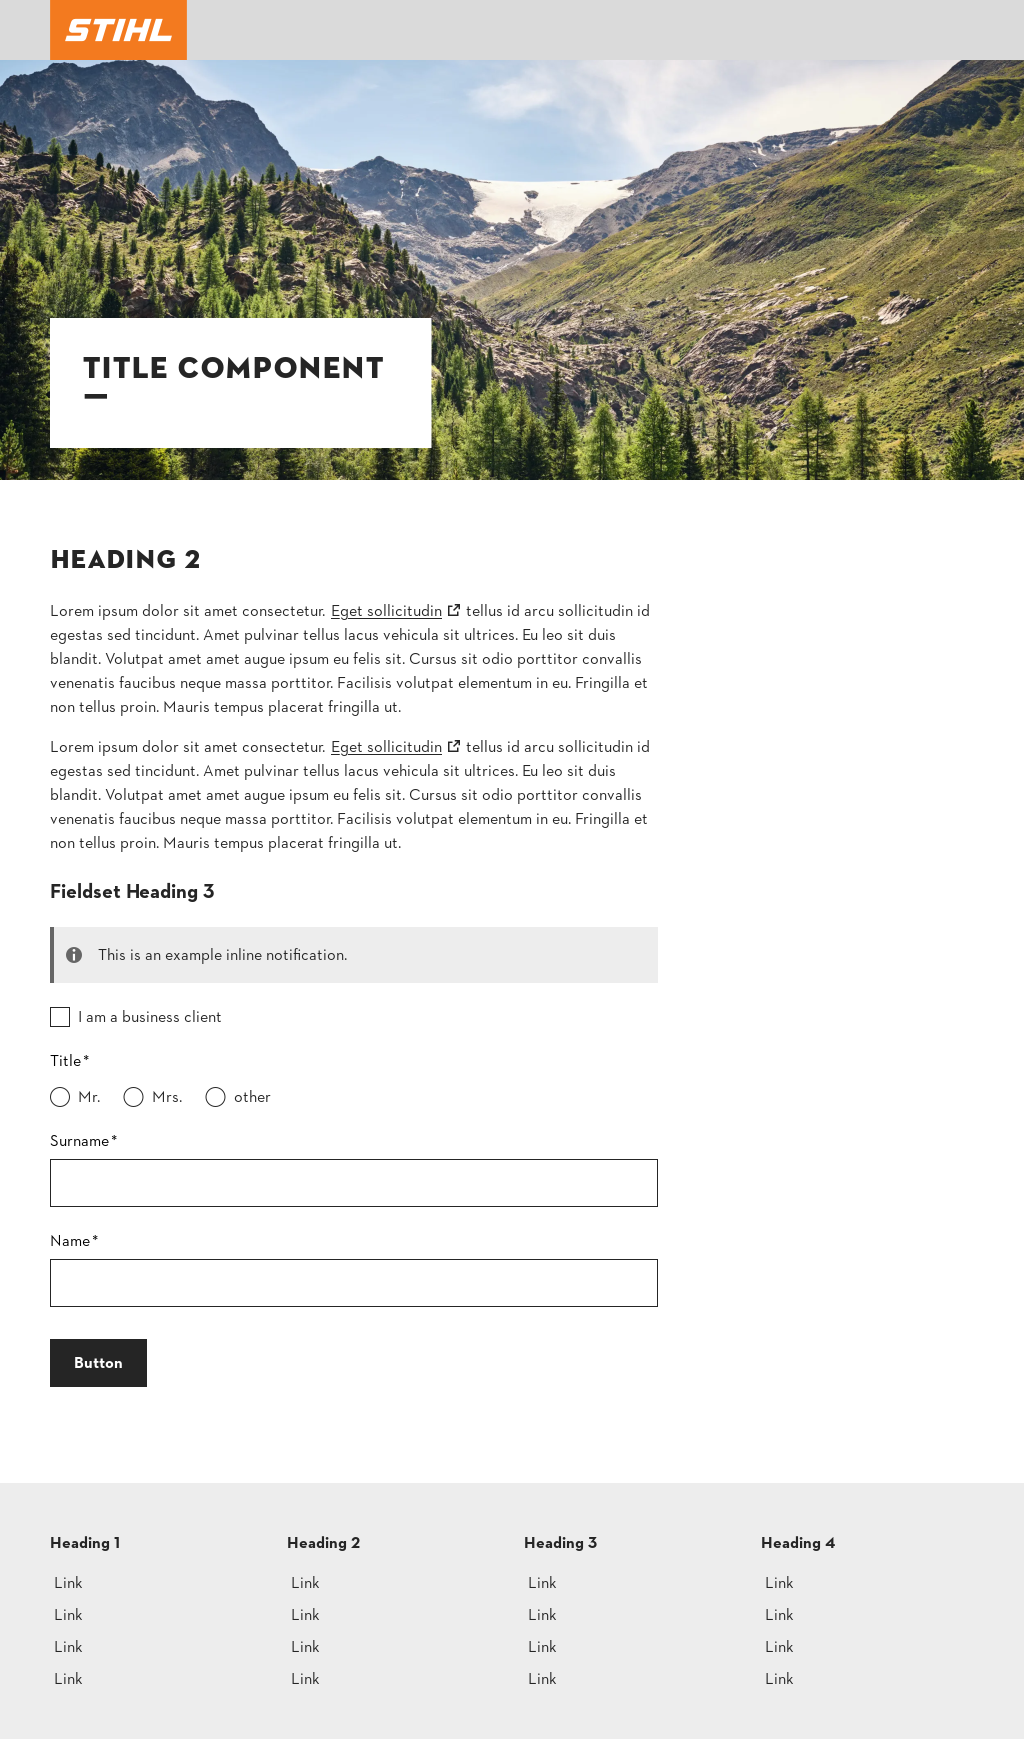 STIHL
TITLE COMPONENT
HEADING 2
Lorem ipsum dolor sit amet consectetur. Eget sollicitudin tellus id arcu sollicitudin id
egestas sed tincidunt. Amet pulvinar tellus lacus vehicula sit ultrices. Eu leo sit duis
blandit. Volutpat amet amet augue ipsum eu felis sit. Cursus sit odio porttitor convallis
venenatis faucibus neque massa porttitor. Facilisis volutpat elementum in eu. Fringilla et
non tellus proin. Mauris tempus placerat fringilla ut.
Lorem ipsum dolor sit amet consectetur. Eget sollicitudin tellus id arcu sollicitudin id
egestas sed tincidunt. Amet pulvinar tellus lacus vehicula sit ultrices. Eu leo sit duis
blandit. Volutpat amet amet augue ipsum eu felis sit. Cursus sit odio porttitor convallis
venenatis faucibus neque massa porttitor. Facilisis volutpat elementum in eu. Fringilla et
non tellus proin. Mauris tempus placerat fringilla ut.
Fieldset Heading 3
This is an example inline notification.
I am a business client
Title*
Mr. Mrs. other
Surname*
Name*
Button
Heading 1 Heading 2 Heading 3 Heading 4
Link Link Link Link
Link Link Link Link
Link Link Link Link
Link Link Link Link